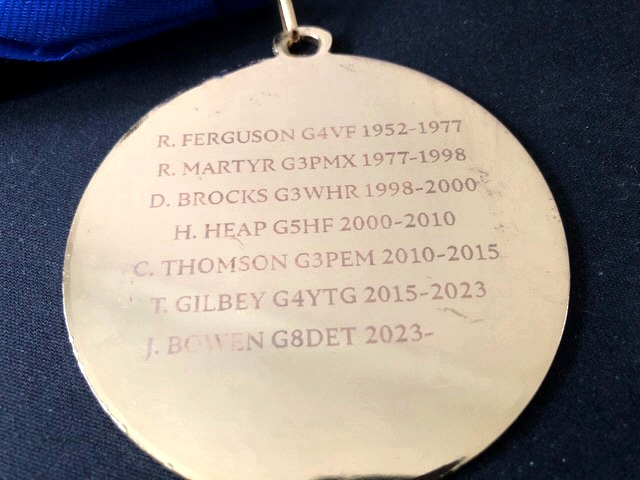 R. FERGUSON G4VF 1952-1977
R. MARTYR G3PMX 1977-1998
D. BROCKS G3WHR 1998-2000
H. HEAP G5HF 2000-2010
C. THOMSON G3PEM 2010-2015
T. GILBEY G4YTG 2015-2023
J. BOWEN G8DET 2023-